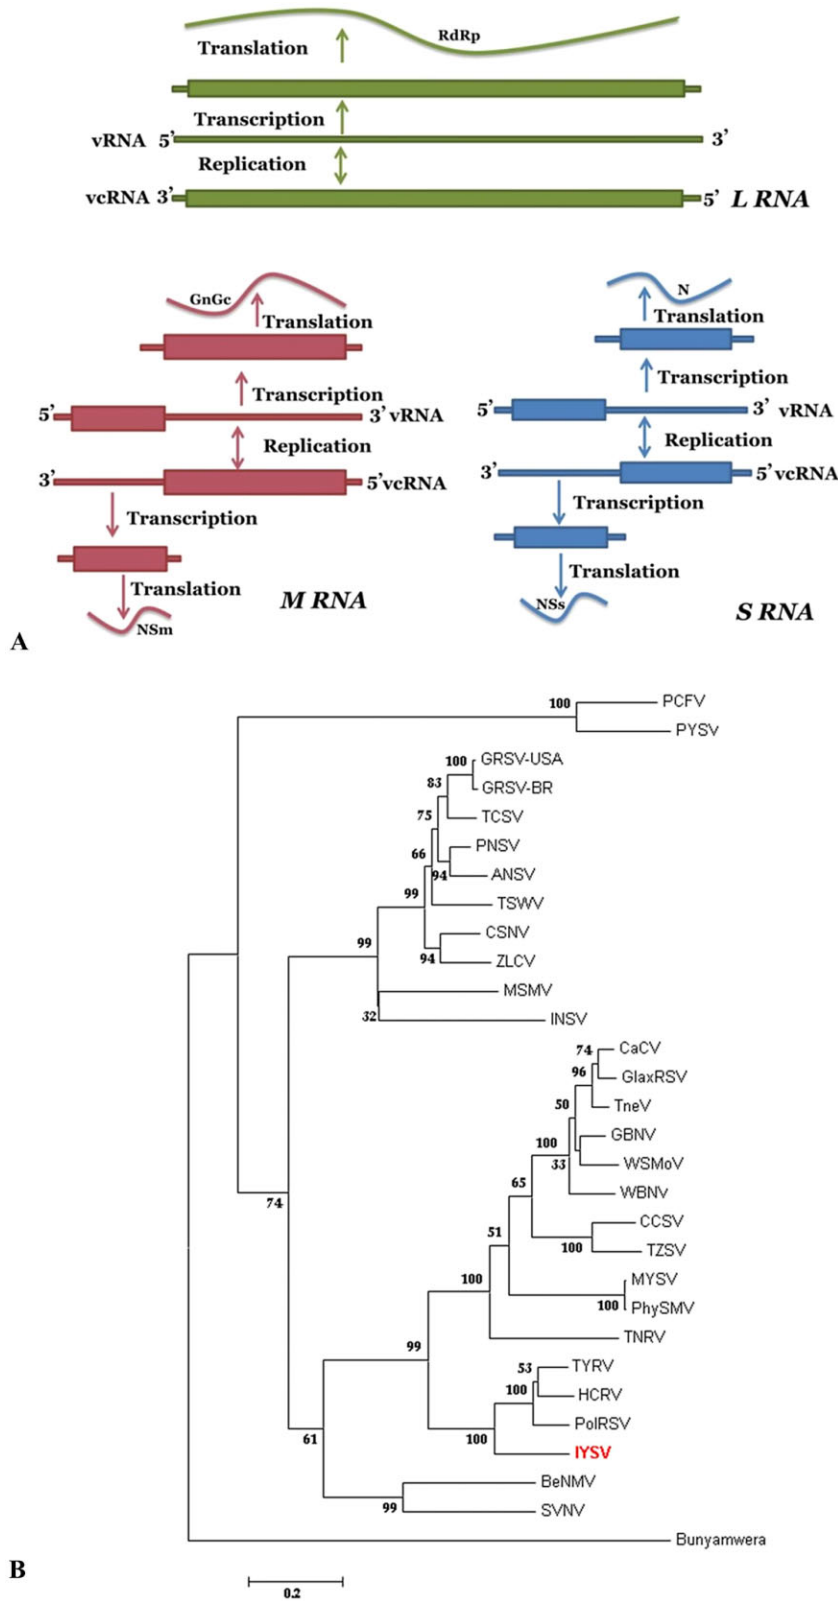 RdRp
Translation
Transcription
vRNA 5' 3'
Replication
vcRNA 3' 5' L RNA
GnGc
Translation
Transcription
5' 3' vRNA
Replication
3' 5' vcRNA
Transcription
Translation
NSm
M RNA
N
Translation
Transcription
5' 3' vRNA
Replication
3' 5' vcRNA
Transcription
Translation
NSs
S RNA
A
100 PCFV
PYSV
100 GRSV-USA
83 GRSV-BR
75 TCSV
66 PNSV
94 ANSV
99 TSWV
CSNV
94 ZLCV
99
MSMV
32 INSV
74 CaCV
96 GlaxRSV
50 TneV
100 GBNV
33 WSMoV
65 WBNV
CCSV
100 TZSV
51
MYSV
100 PhySMV
100
TNRV
99
53 TYRV
100 HCRV
PolRSV
100 IYSV
74
61
BeNMV
99 SVNV
Bunyamwera
B
0.2